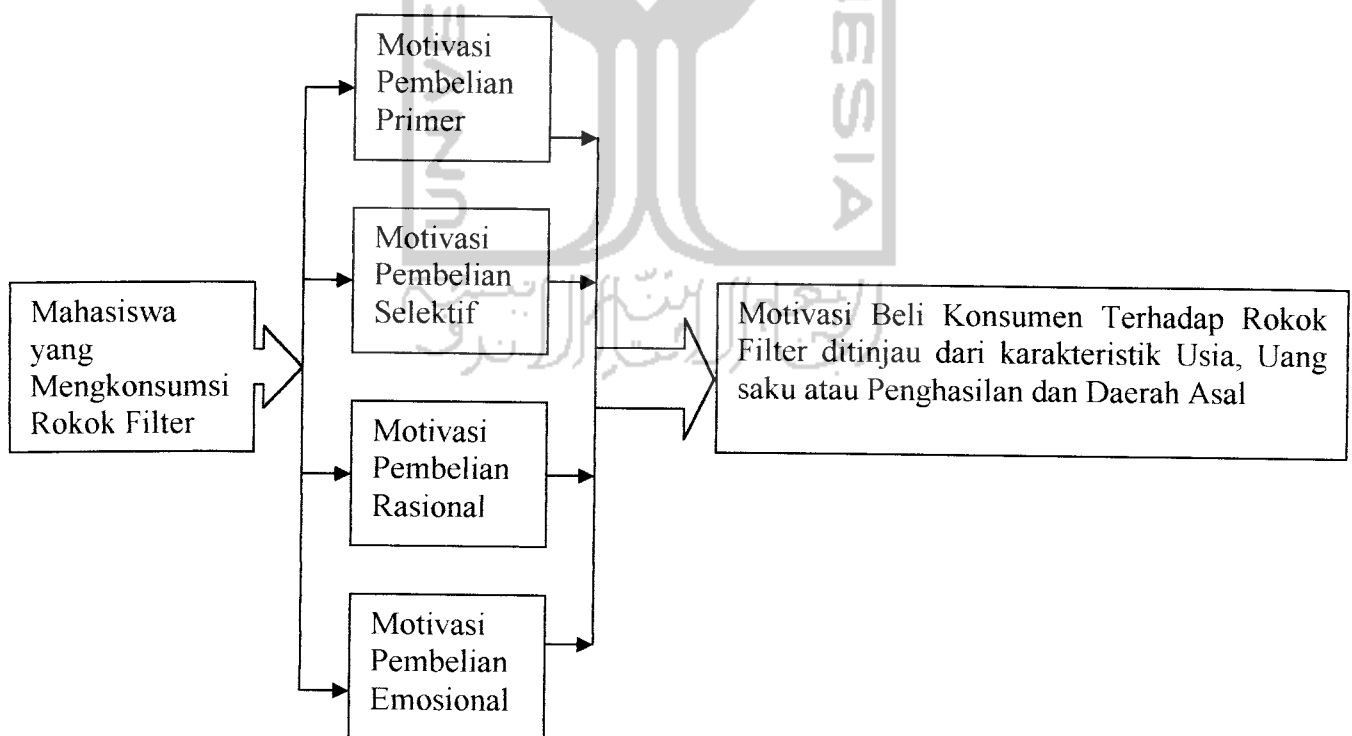 Motivasi
Pembelian
Primer
Motivasi
Pembelian
Selektif
Mahasiswa
yang
Mengkonsumsi
Rokok Filter
Motivasi Beli Konsumen Terhadap Rokok
Filter ditinjau dari karakteristik Usia, Uang
saku atau Penghasilan dan Daerah Asal
Motivasi
Pembelian
Rasional
Motivasi
Pembelian
Emosional
NESIA